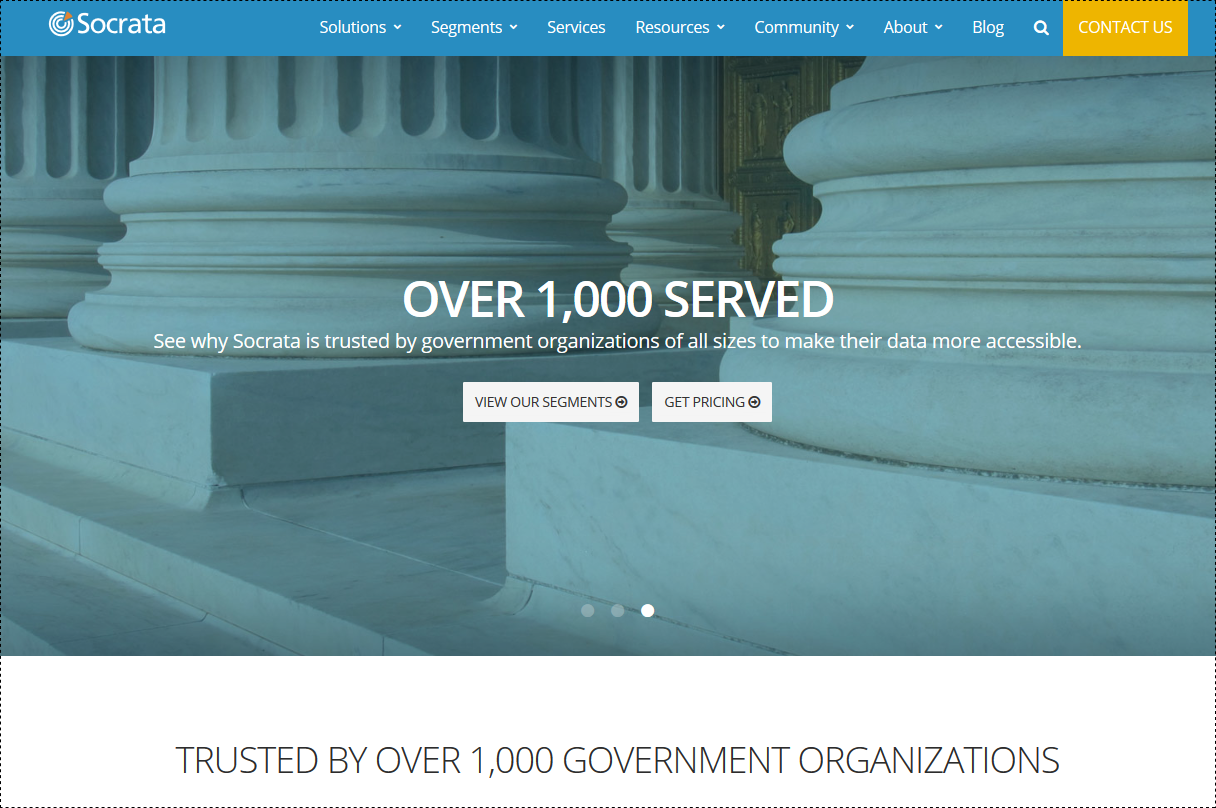 Socrata
Solutions Segments Services Resources Community About Blog CONTACT US
OVER 1,000 SERVED
See why Socrata is trusted by government organizations of all sizes to make their data more accessible.
VIEW OUR SEGMENTS GET PRICING
TRUSTED BY OVER 1,000 GOVERNMENT ORGANIZATIONS